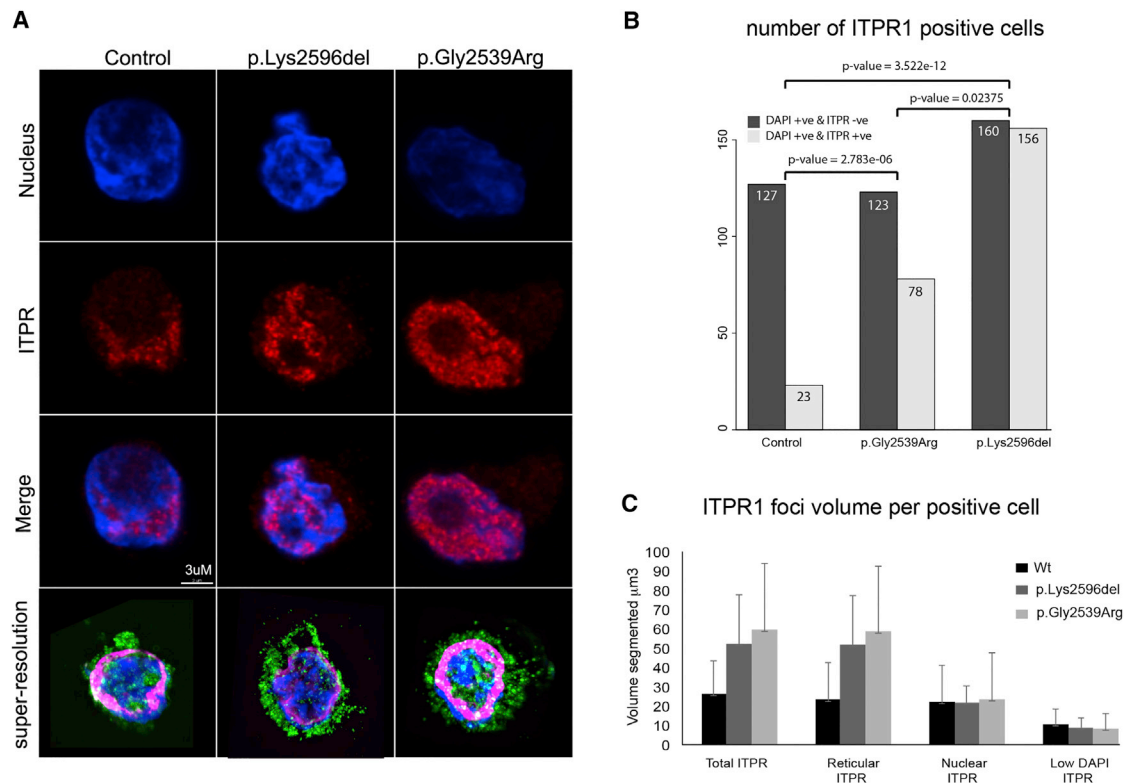 A
Control p.Lys2596del p.Gly2539Arg
Nucleus
ITPR
Merge
3uM
super-resolution
B
number of ITPR1 positive cells
p-value = 3.522e-12
p-value = 0.02375
DAPI +ve & ITPR -ve
DAPI +ve & ITPR +ve
p-value = 2.783e-06
150
100
50
0
127
23
123
78
160
156
Control p.Gly2539Arg p.Lys2596del
C
ITPR1 foci volume per positive cell
Volume segmented µm3
100
90
80
70
60
50
40
30
20
10
0
Wt
p.Lys2596del
p.Gly2539Arg
Total ITPR Reticular Nuclear Low DAPI
ITPR ITPR ITPR